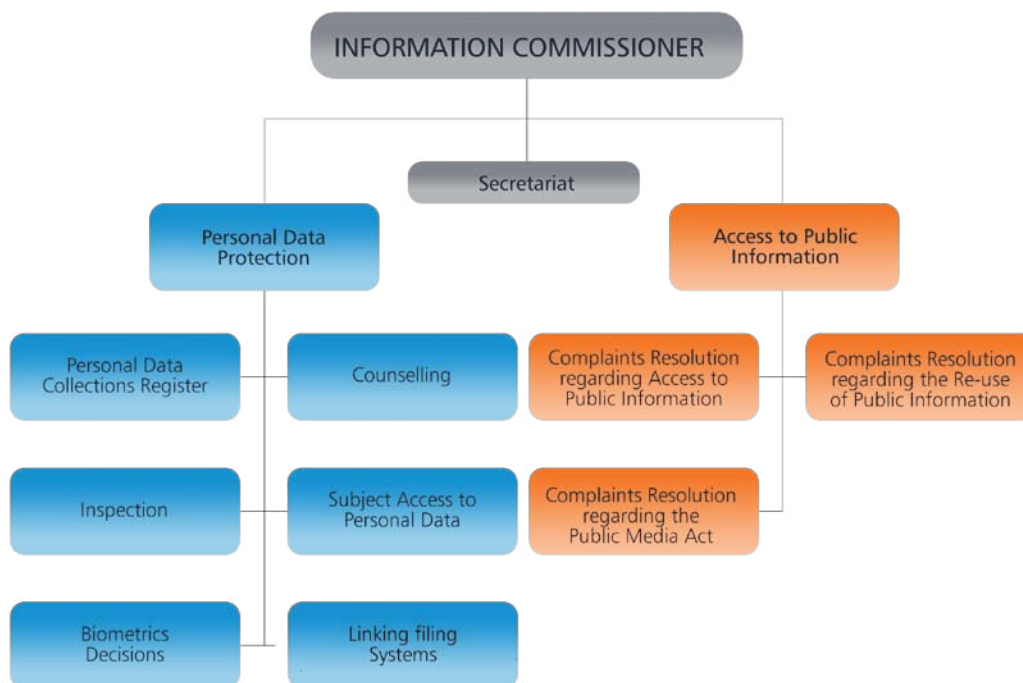 INFORMATION COMMISSIONER
Secretariat
Personal Data
Protection
Access to Public
Information
Personal Data
Collections Register
Counselling
Complaints Resolution
regarding Access to
Public Information
Complaints Resolution
regarding the Re-use
of Public Information
Inspection
Subject Access to
Personal Data
Complaints Resolution
regarding the
Public Media Act
Biometrics
Decisions
Linking filing
Systems